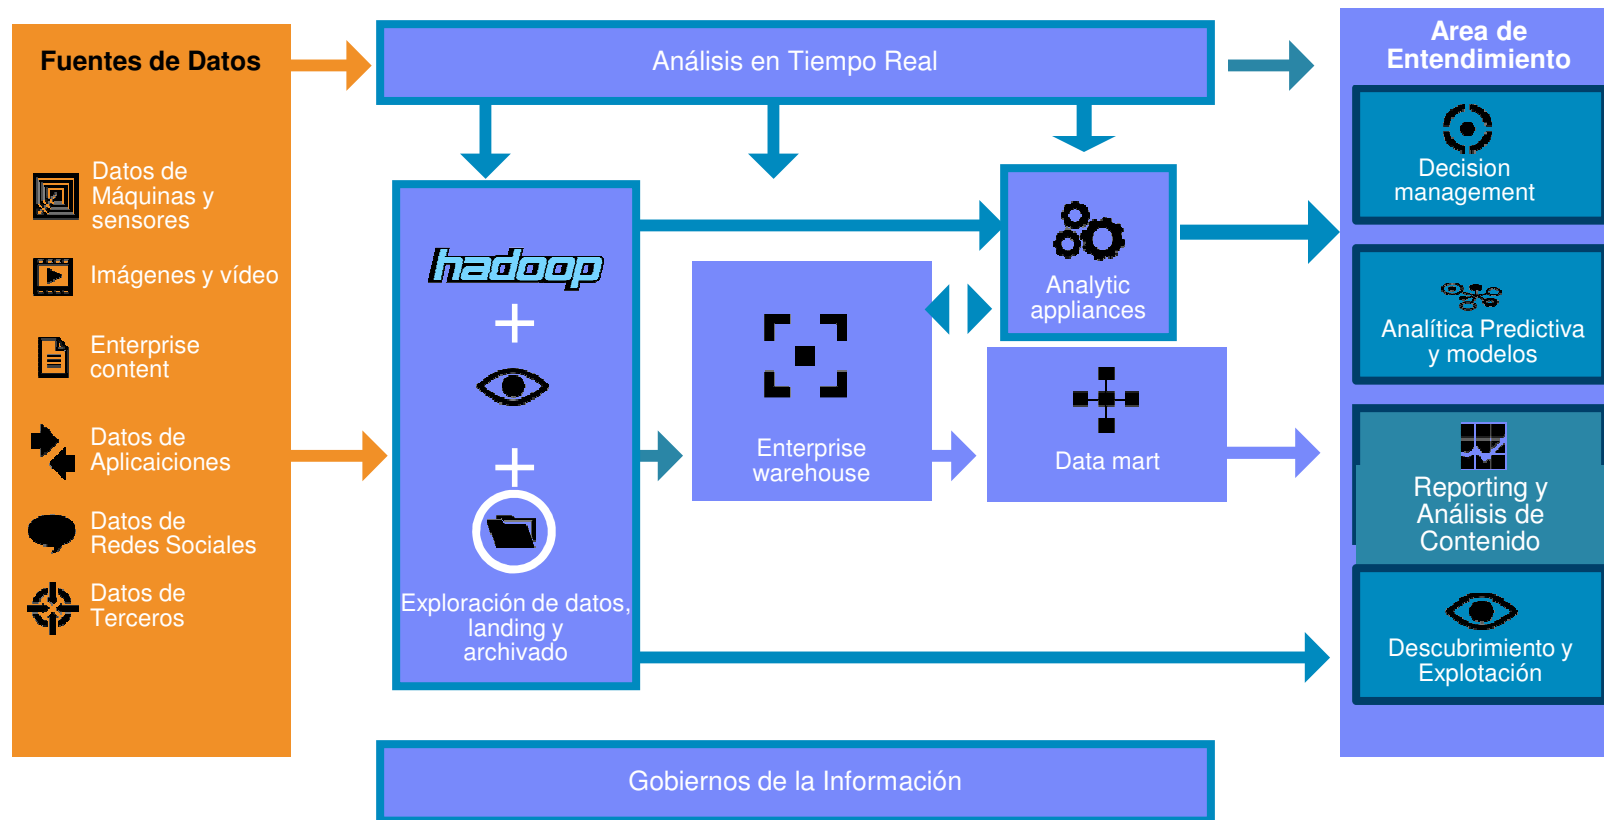 Fuentes de Datos
Datos de
Máquinas y
sensores
Imágenes y vídeo
Enterprise
content
Datos de
Aplicaiciones
Datos de
Redes Sociales
Datos de
Terceros
Análisis en Tiempo Real
hadoop
+
+
Exploración de datos,
landing y
archivado
Enterprise
warehouse
Analytic
appliances
Data mart
Gobiernos de la Información
Area de
Entendimiento
Decision
management
Analítica Predictiva
y modelos
Reporting y
Análisis de
Contenido
Descubrimiento y
Explotación